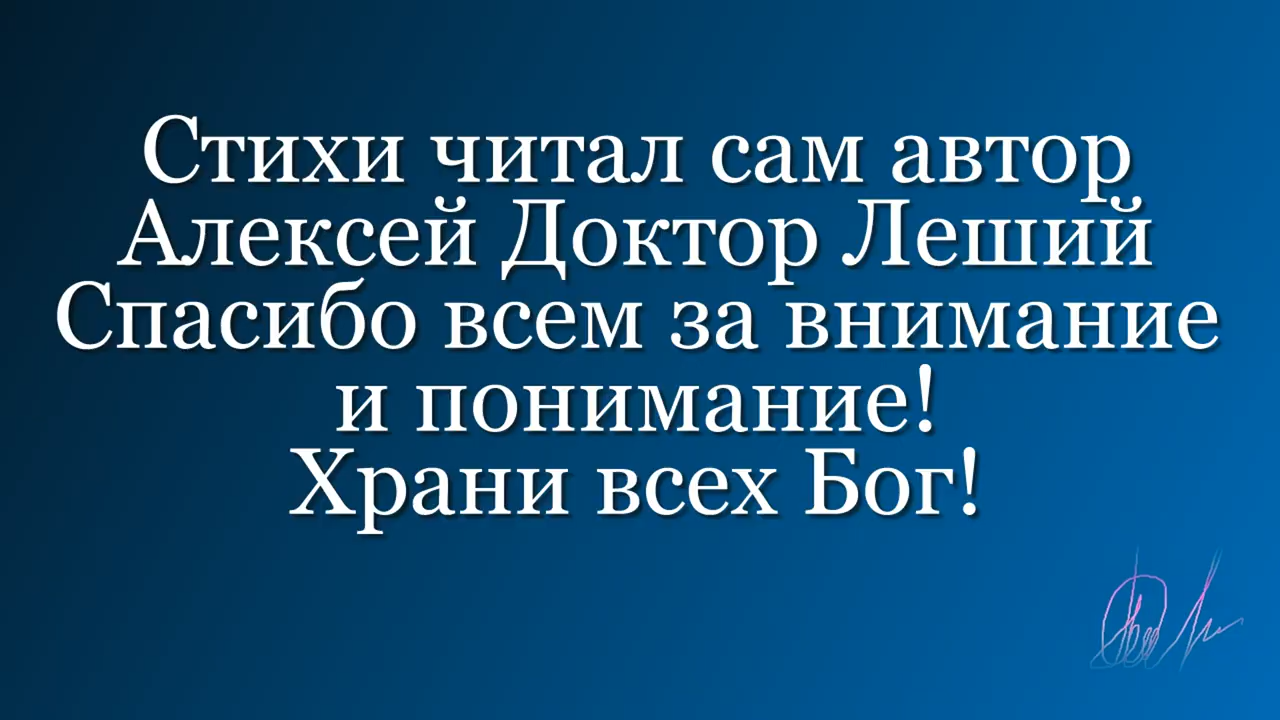 Стихи читал сам автор
Алексей Доктор Леший
Спасибо всем за внимание
и понимание!
Храни всех Бог!